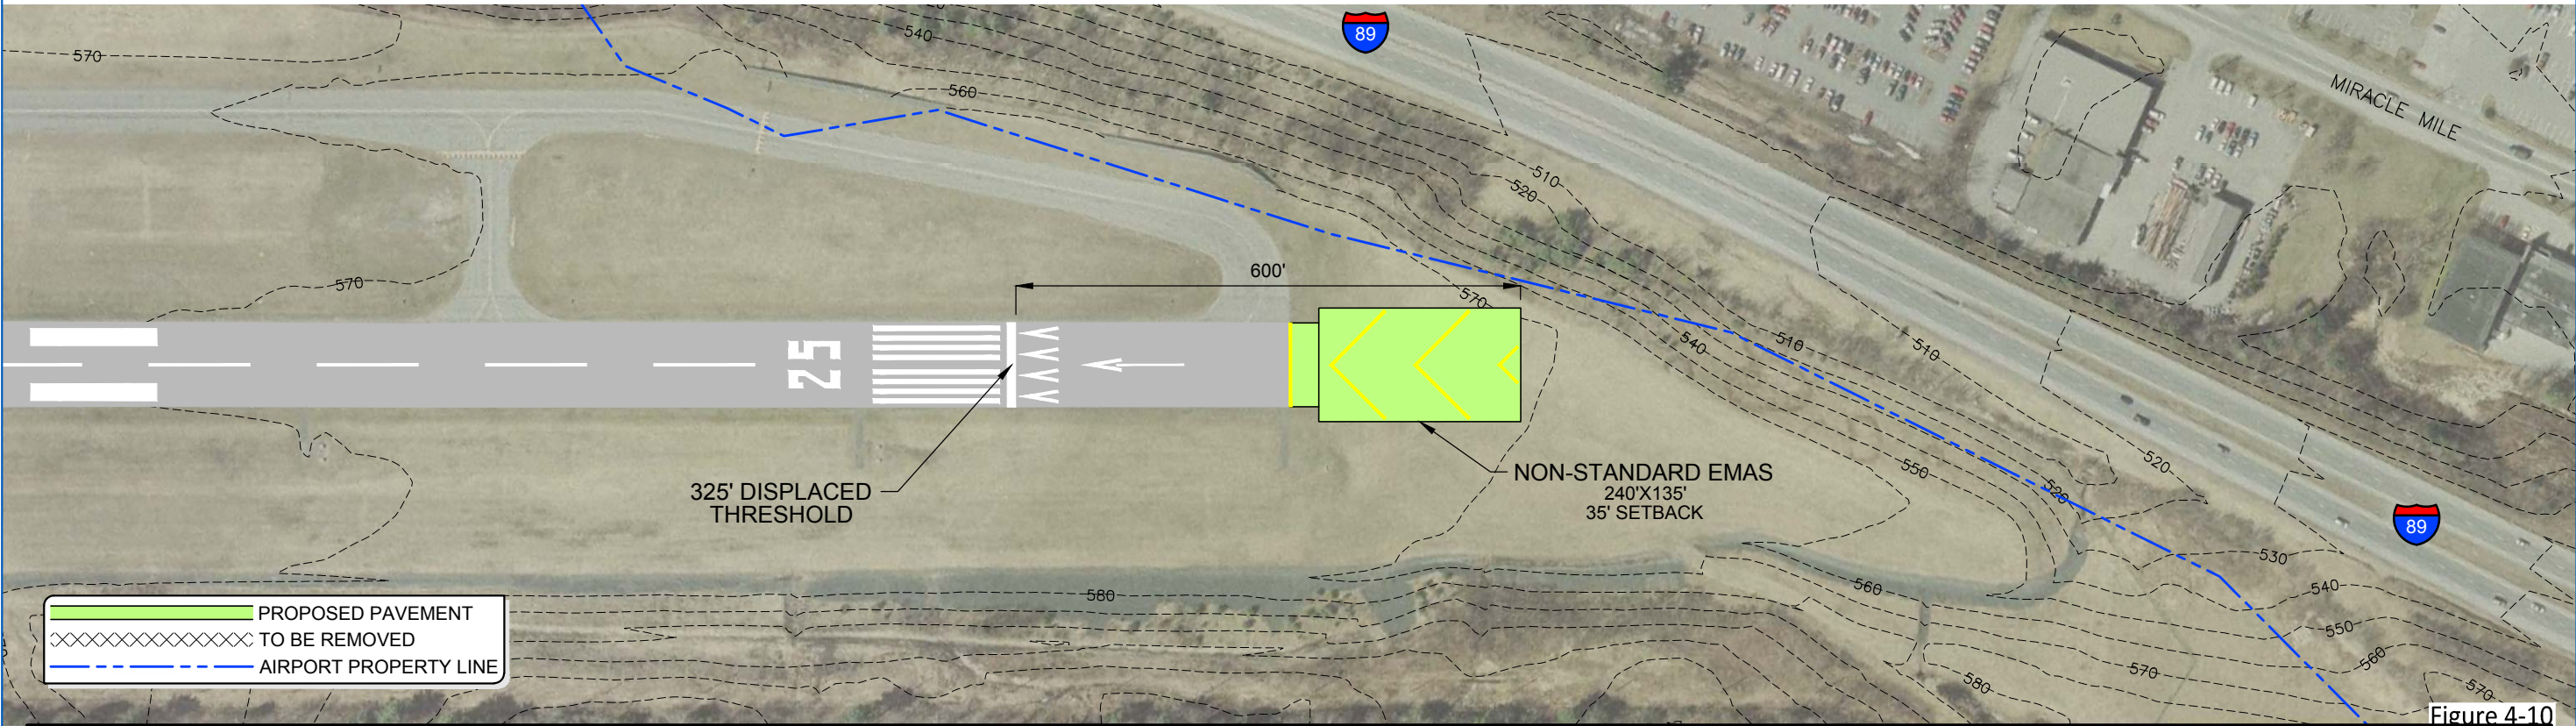 570
540
89
560
MIRACLE MILE
510
520
570
600'
570
510
540
510
25
325' DISPLACED
THRESHOLD
NON-STANDARD EMAS
240'X135'
35' SETBACK
550
520
520
89
530
540
560
580
550
560
570
580
570
PROPOSED PAVEMENT
TO BE REMOVED
AIRPORT PROPERTY LINE
Figure 4-10